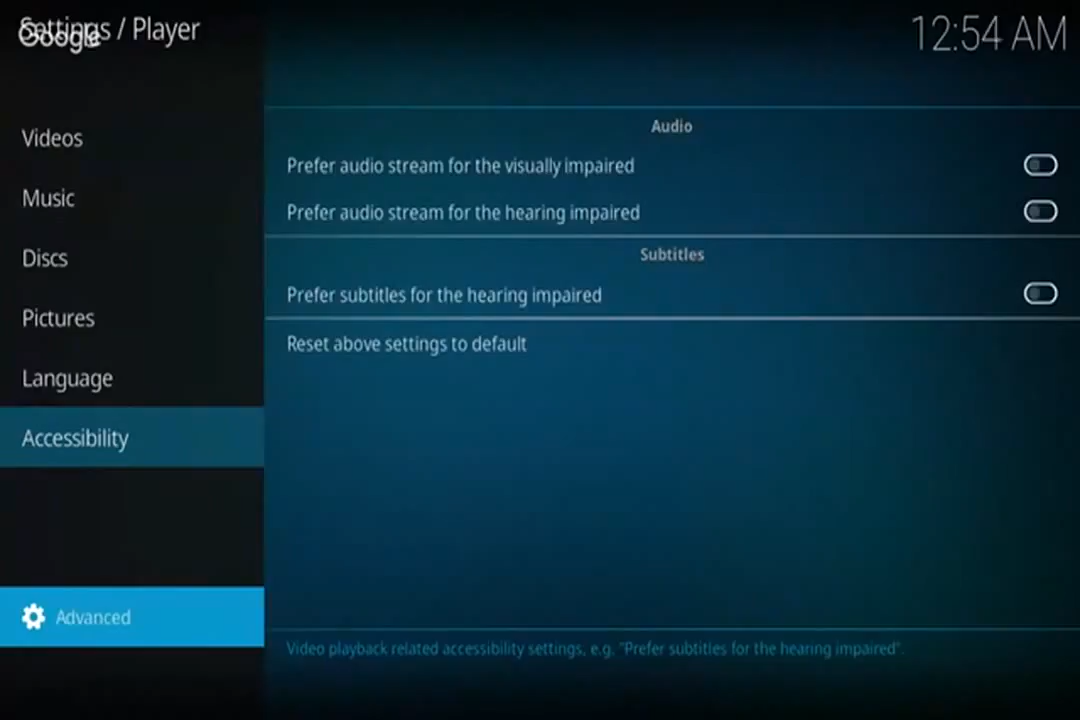 Settings / Player
Google
12:54 AM
Videos
Music
Discs
Pictures
Language
Accessibility
Advanced
Audio
Prefer audio stream for the visually impaired
Prefer audio stream for the hearing impaired
Subtitles
Prefer subtitles for the hearing impaired
Reset above settings to default
Video playback related accessibility settings, e.g. "Prefer subtitles for the hearing impaired".